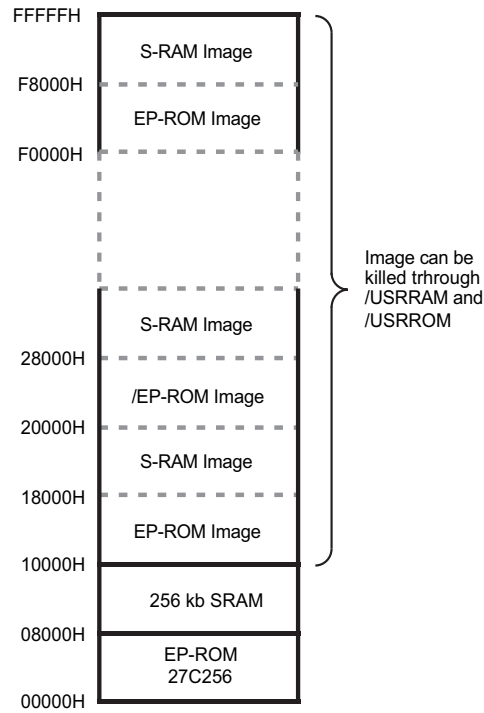 FFFFFH
S-RAM Image
F8000H
EP-ROM Image
F0000H
Image can be
killed trhrough
/USRRAM and
/USRROM
S-RAM Image
28000H
/EP-ROM Image
20000H
S-RAM Image
18000H
EP-ROM Image
10000H
256 kb SRAM
08000H
EP-ROM
27C256
00000H